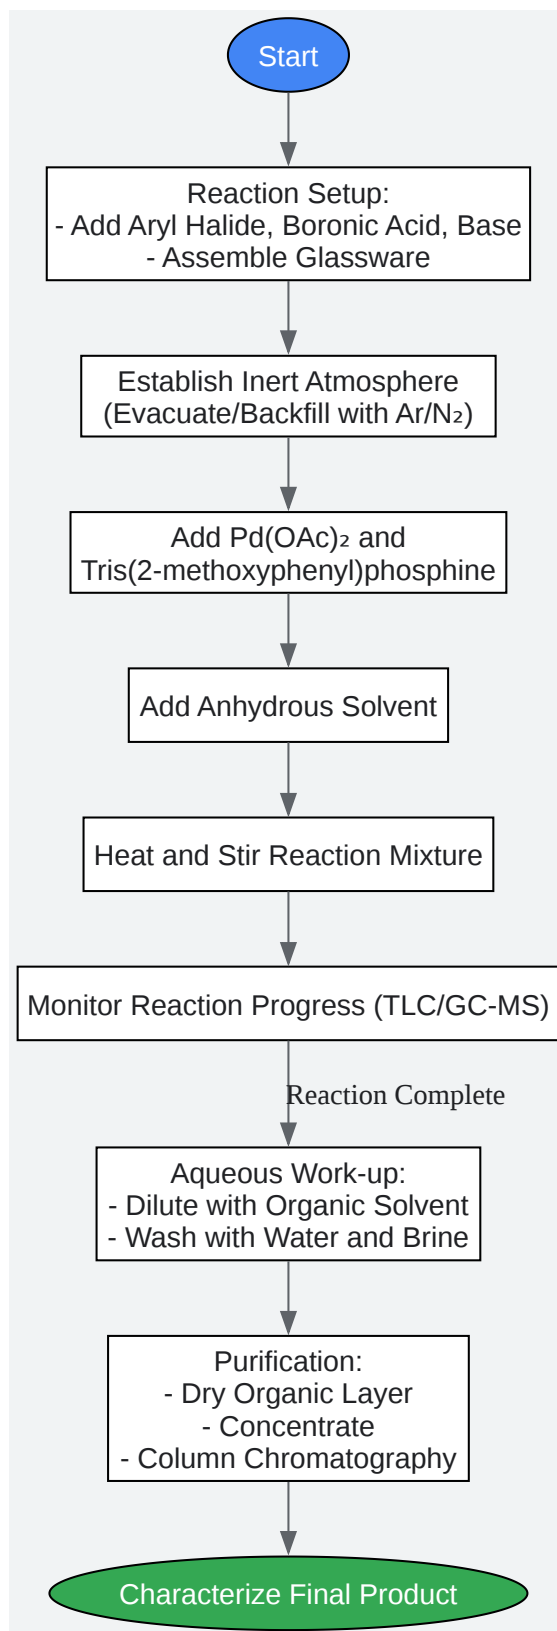 Start
Reaction Setup:
- Add Aryl Halide, Boronic Acid, Base
- Assemble Glassware
Establish Inert Atmosphere
(Evacuate/Backfill with Ar/N₂)
Add Pd(OAc)₂ and
Tris(2-methoxyphenyl)phosphine
Add Anhydrous Solvent
Heat and Stir Reaction Mixture
Monitor Reaction Progress (TLC/GC-MS)
Reaction Complete
Aqueous Work-up:
- Dilute with Organic Solvent
- Wash with Water and Brine
Purification:
- Dry Organic Layer
- Concentrate
- Column Chromatography
Characterize Final Product